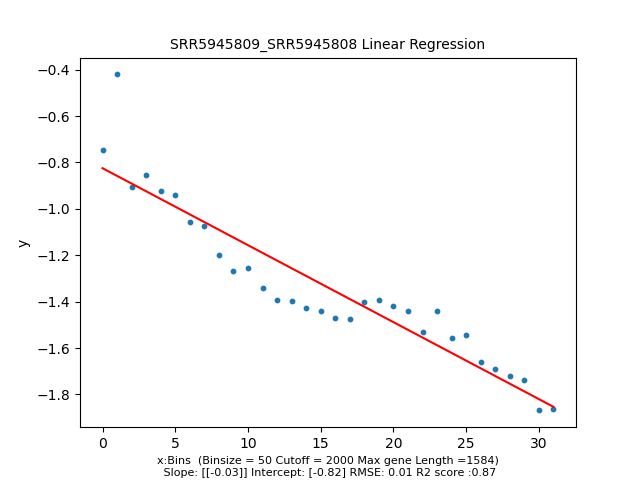 SRR5945809_SRR5945808 Linear Regression
−0.4
−0.6
−0.8
−1.0
−1.2
−1.4
−1.6
−1.8
y
0 5 10 15 20 25 30
x:Bins (Binsize = 50 Cutoff = 2000 Max gene Length =1584)
Slope: [[-0.03]] Intercept: [-0.82] RMSE: 0.01 R2 score :0.87